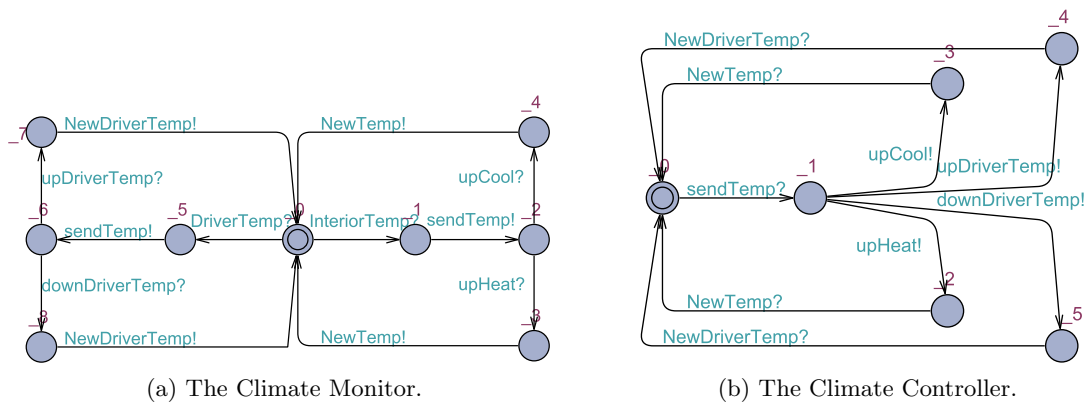 _7
NewDriverTemp!
NewTemp!
_4
upDriverTemp?
upCool?
_6
sendTemp!
_5
DriverTemp?
_0
InteriorTemp?
_1
sendTemp!
_2
downDriverTemp?
upHeat?
_8
NewDriverTemp!
NewTemp!
_3
(a) The Climate Monitor.
NewDriverTemp?
_4
NewTemp?
_3
upCool!
upDriverTemp!
_0
sendTemp?
_1
downDriverTemp!
upHeat!
_2
NewTemp?
NewDriverTemp?
_5
(b) The Climate Controller.